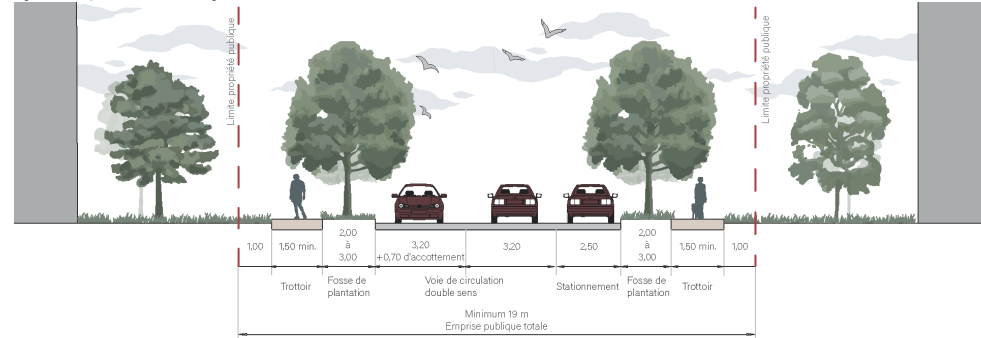 Limite propriété publique
Limite propriété publique
1,00
1,50 min.
2,00
à
3,00
3,20
+0,70 d'accottement
3,20
2,50
2,00
à
3,00
1,50 min.
1,00
Trottoir
Fosse de
plantation
Voie de circulation
double sens
Stationnement
Fosse de
plantation
Trottoir
Minimum 19 m
Emprise publique totale